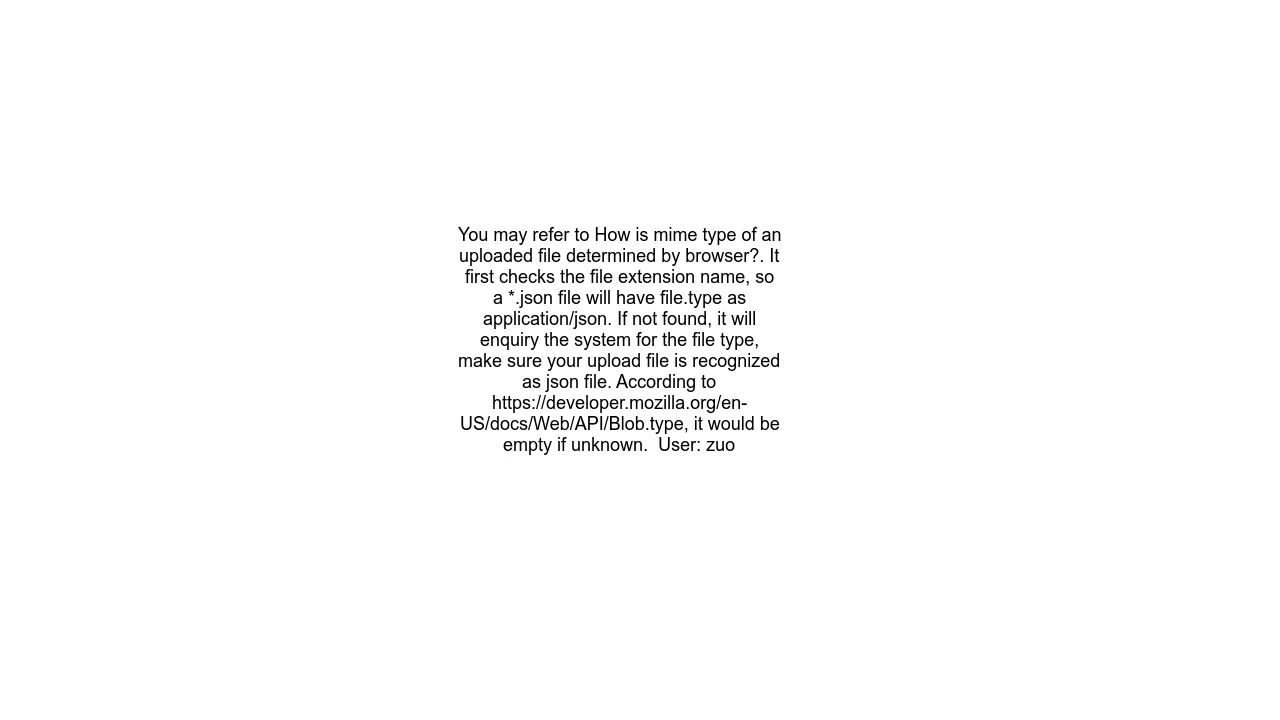 You may refer to How is mime type of an
uploaded file determined by browser?. It
first checks the file extension name, so
a *.json file will have file.type as
application/json. If not found, it will
enquiry the system for the file type,
make sure your upload file is recognized
as json file. According to
https://developer.mozilla.org/en-
US/docs/Web/API/Blob.type, it would be
empty if unknown.  User: zuo